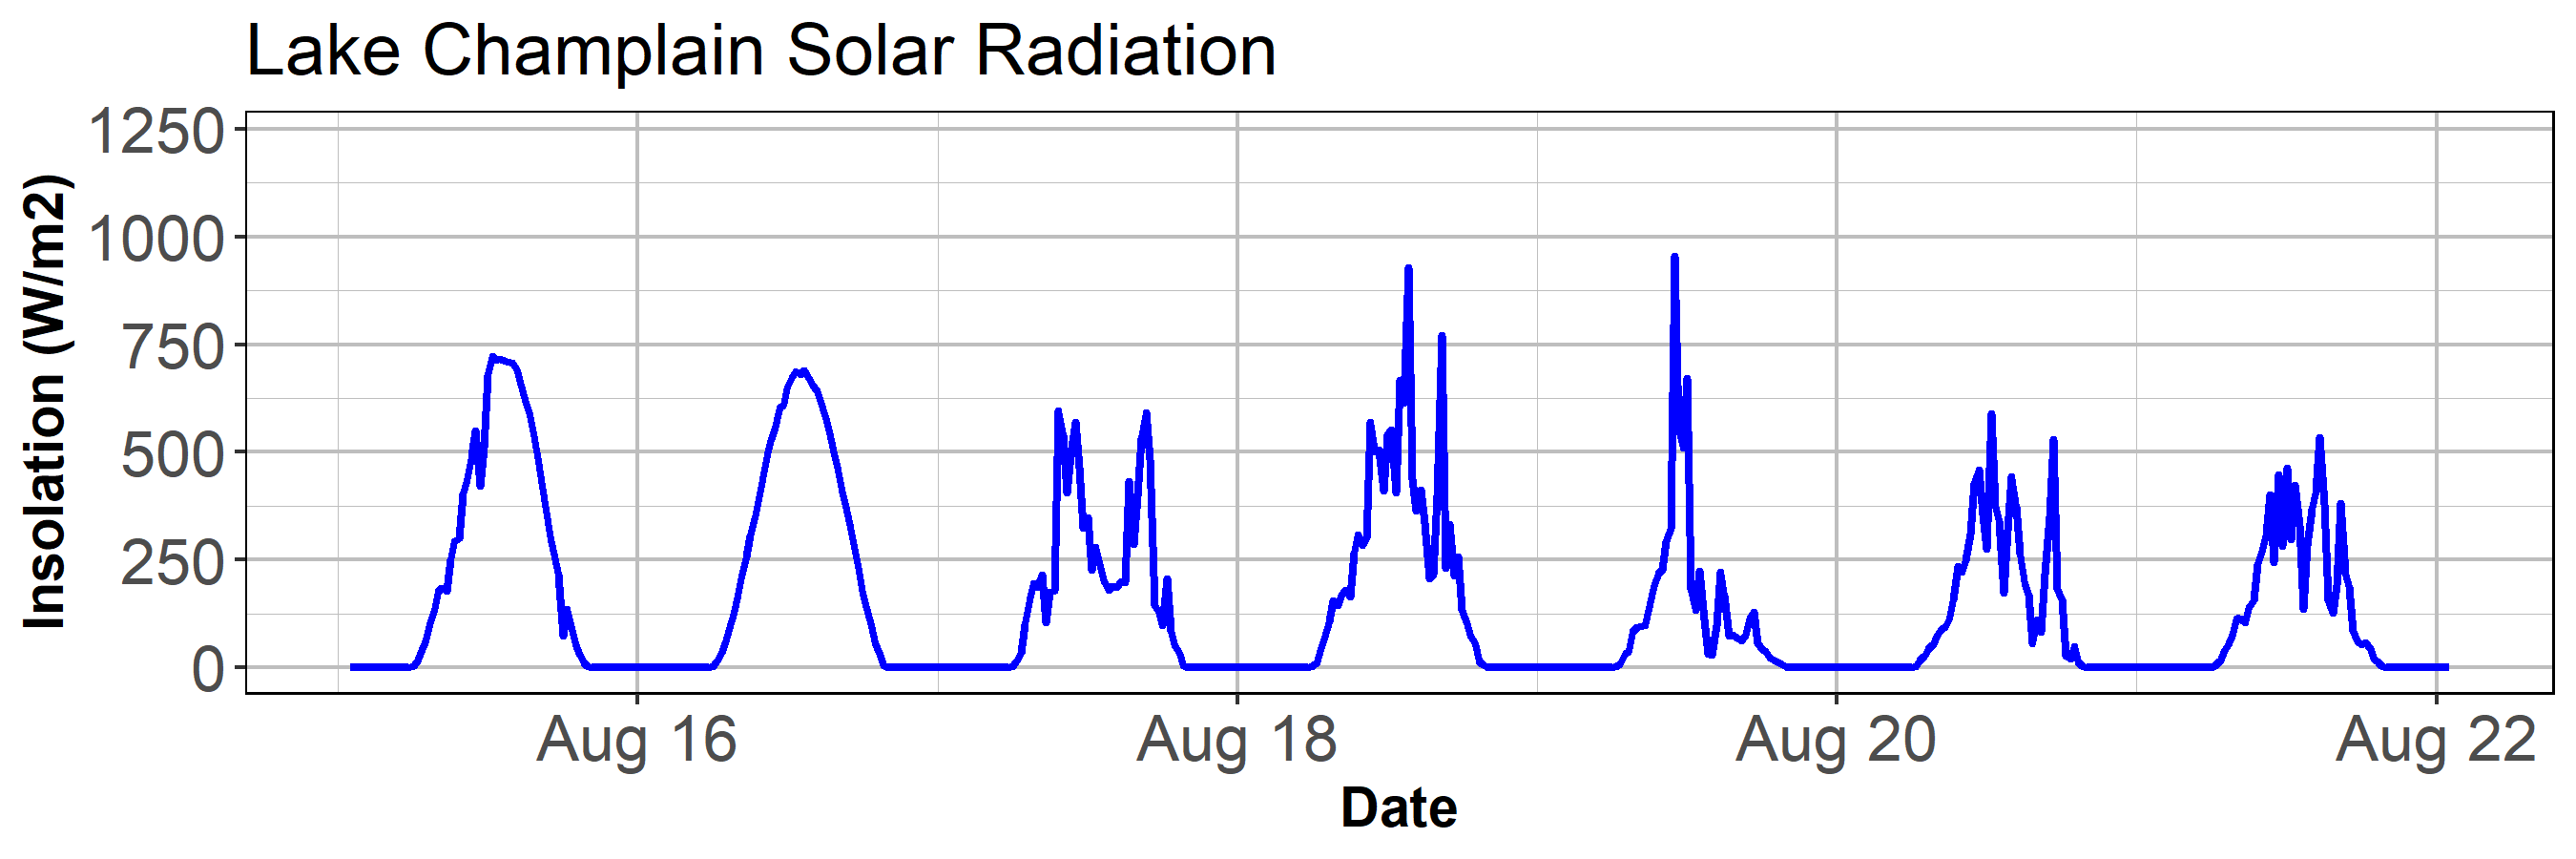 Lake Champlain Solar Radiation
1250
1000
750
500
250
0
Insolation (W/m2)
Aug 16 Aug 18 Aug 20 Aug 22
Date